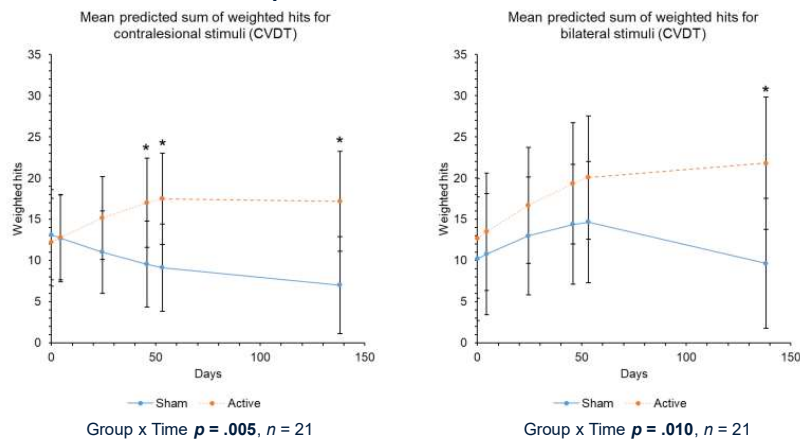 Mean predicted sum of weighted hits for
contralesional stimuli (CVDT)
35
30
25
20
15
10
5
0
Weighted hits
*
*
*
0
50
100
150
Days
Sham
Active
Group x Time p = .005, n = 21
Mean predicted sum of weighted hits for
bilateral stimuli (CVDT)
35
30
25
20
15
10
5
0
Weighted hits
*
0
50
100
150
Days
Sham
Active
Group x Time p = .010, n = 21